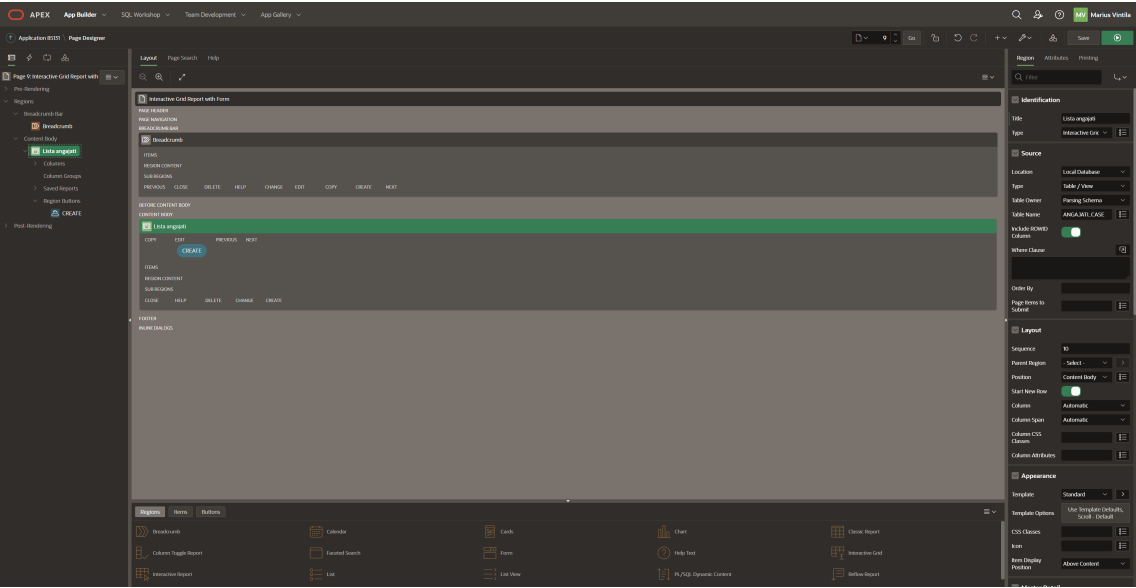 APEX App Builder SQL Workshop Team Development App Gallery MV Marius Vintila
Application 85151 \ Page Designer 9 Go Save
Page 9: Interactive Grid Report with
Pre-Rendering
Regions
Breadcrumb Bar
Breadcrumb
Content Body
Lista angajati
Columns
Column Groups
Saved Reports
Region Buttons
CREATE
Post-Rendering
Layout Page Search Help
Interactive Grid Report with Form
PAGE HEADER
PAGE NAVIGATION
BREADCRUMB BAR
Breadcrumb
ITEMS
REGION CONTENT
SUB REGIONS
PREVIOUS CLOSE DELETE HELP CHANGE EDIT COPY CREATE NEXT
BEFORE CONTENT BODY
CONTENT BODY
Lista angajati
COPY EDIT PREVIOUS NEXT
CREATE
ITEMS
REGION CONTENT
SUB REGIONS
CLOSE HELP DELETE CHANGE CREATE
FOOTER
INLINE DIALOGS
Regions Items Buttons
Breadcrumb Calendar Cards Chart Classic Report
Column Toggle Report Faceted Search Form Help Text Interactive Grid
Interactive Report List List View PL/SQL Dynamic Content Reflow Report
Region Attributes Printing
Filter
Identification
Title Lista angajati
Type Interactive Gric
Source
Location Local Database
Type Table / View
Table Owner Parsing Schema
Table Name ANGAJATI_CASE
Include ROWID
Column
Where Clause
Order By
Page Items to
Submit
Layout
Sequence 10
Parent Region - Select -
Position Content Body
Start New Row
Column Automatic
Column Span Automatic
Column CSS
Classes
Column Attributes
Appearance
Template Standard
Template Options Use Template Defaults,
Scroll - Default
CSS Classes
Icon
Item Display
Position Above Content
Master Detail